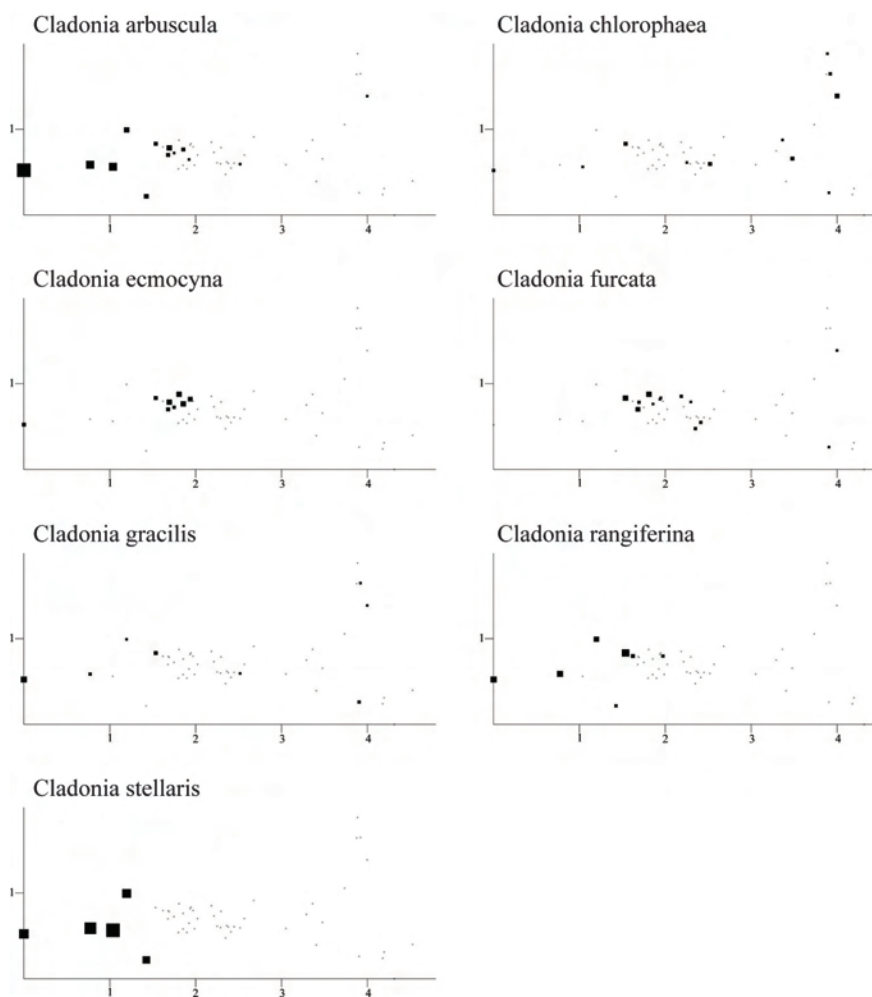 Cladonia arbuscula
1
1 2 3 4
Cladonia chlorophaea
1 2 3 4
Cladonia ecmocyna
1
1 2 3 4
Cladonia furcata
1 2 3 4
Cladonia gracilis
1
1 2 3 4
Cladonia rangiferina
1
1 2 3 4
Cladonia stellaris
1
1 2 3 4